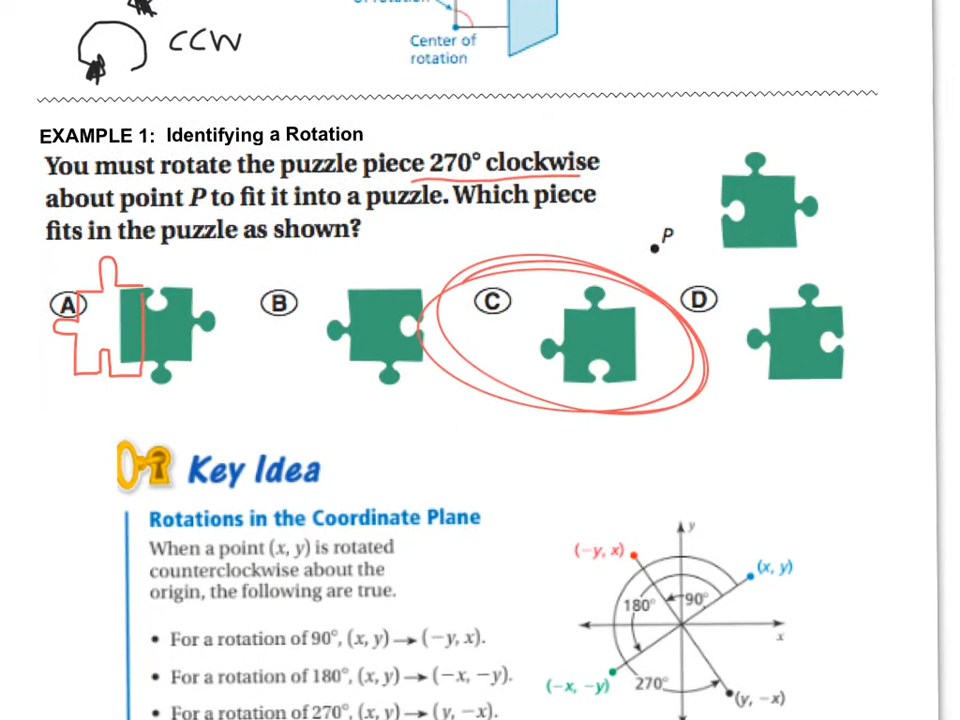 of rotation
CCW
Center of
rotation
EXAMPLE 1: Identifying a Rotation
You must rotate the puzzle piece 270° clockwise
about point P to fit it into a puzzle. Which piece
fits in the puzzle as shown?
P
A
B
C
D
Key Idea
Rotations in the Coordinate Plane
When a point (x, y) is rotated
counterclockwise about the
origin, the following are true.
• For a rotation of 90°, (x, y) → (−y, x).
• For a rotation of 180°, (x, y) → (−x, −y).
• For a rotation of 270°, (x, y) → (y, −x).
y
(−y, x)
(x, y)
90°
180°
x
(−x, −y)
270°
(y, −x)